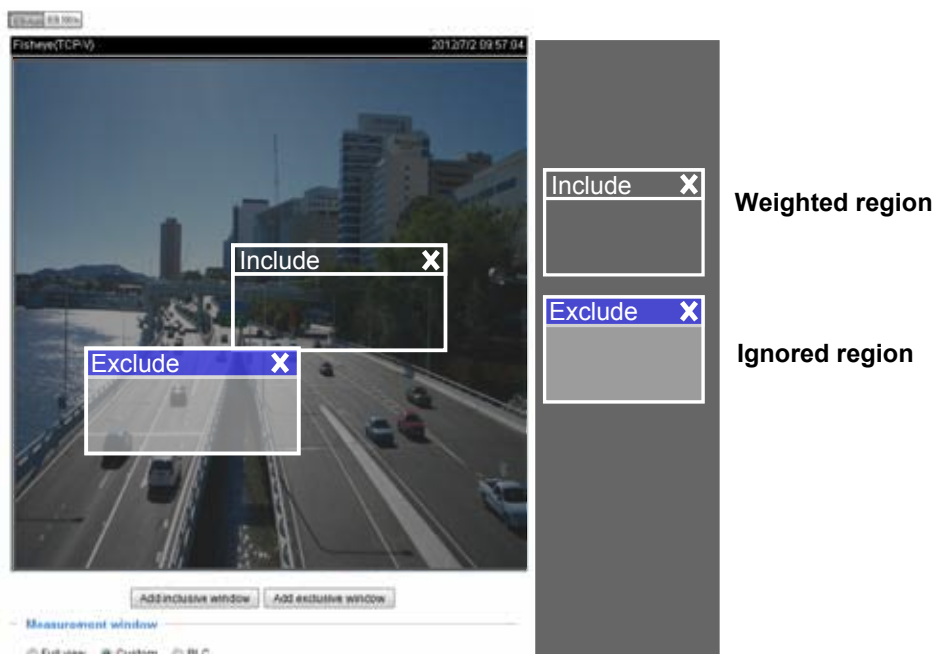 Fisheye(TCP-V) 2012/7/2 09:57:04
Include
Weighted region
Include
Exclude
Ignored region
Exclude
Add inclusive window Add exclusive window
Measurement window
Full view Custom BLC